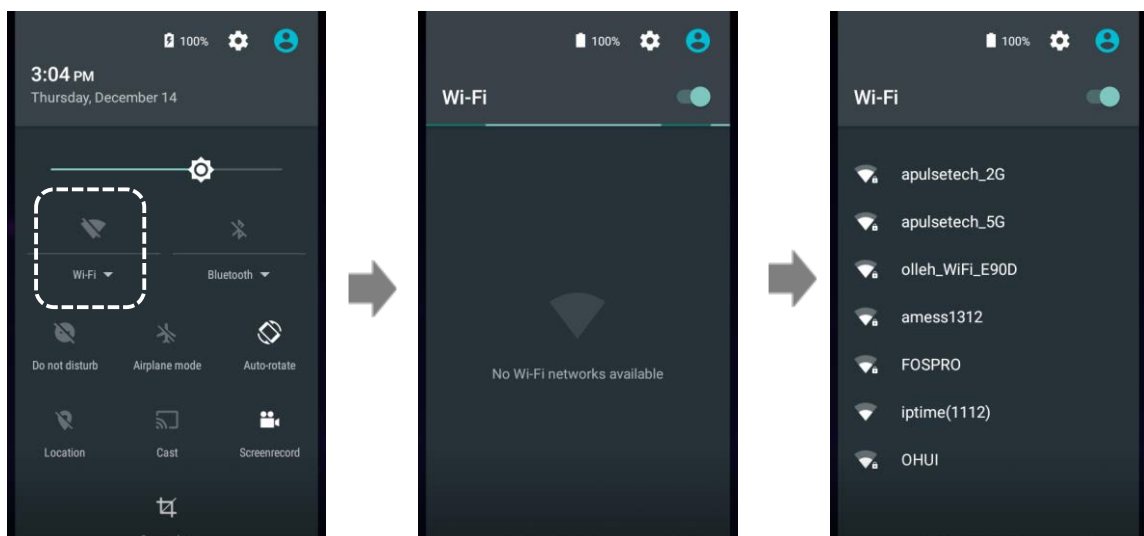 100%
3:04 PM
Thursday, December 14
Wi-Fi
Bluetooth
Do not disturb
Airplane mode
Auto-rotate
Location
Cast
Screenrecord
100%
Wi-Fi
No Wi-Fi networks available
100%
Wi-Fi
apulsetech_2G
apulsetech_5G
olleh_WiFi_E90D
amess1312
FOSPRO
iptime(1112)
OHUI